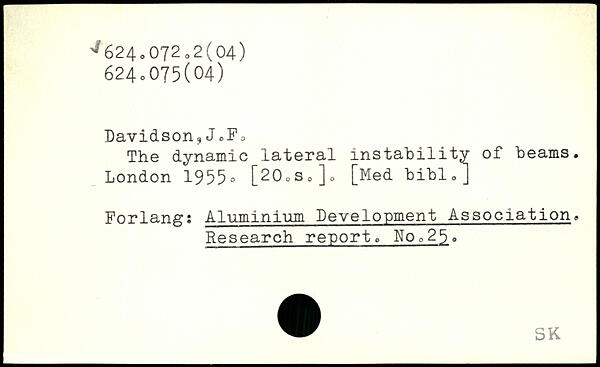 624.072.2(04)
624.075(04)
Davidson,J.F.
The dynamic lateral instability of beams.
London 1955. [20.s.]. [Med bibl.]
Forlang: Aluminium Development Association.
Research report. No.25.
SK